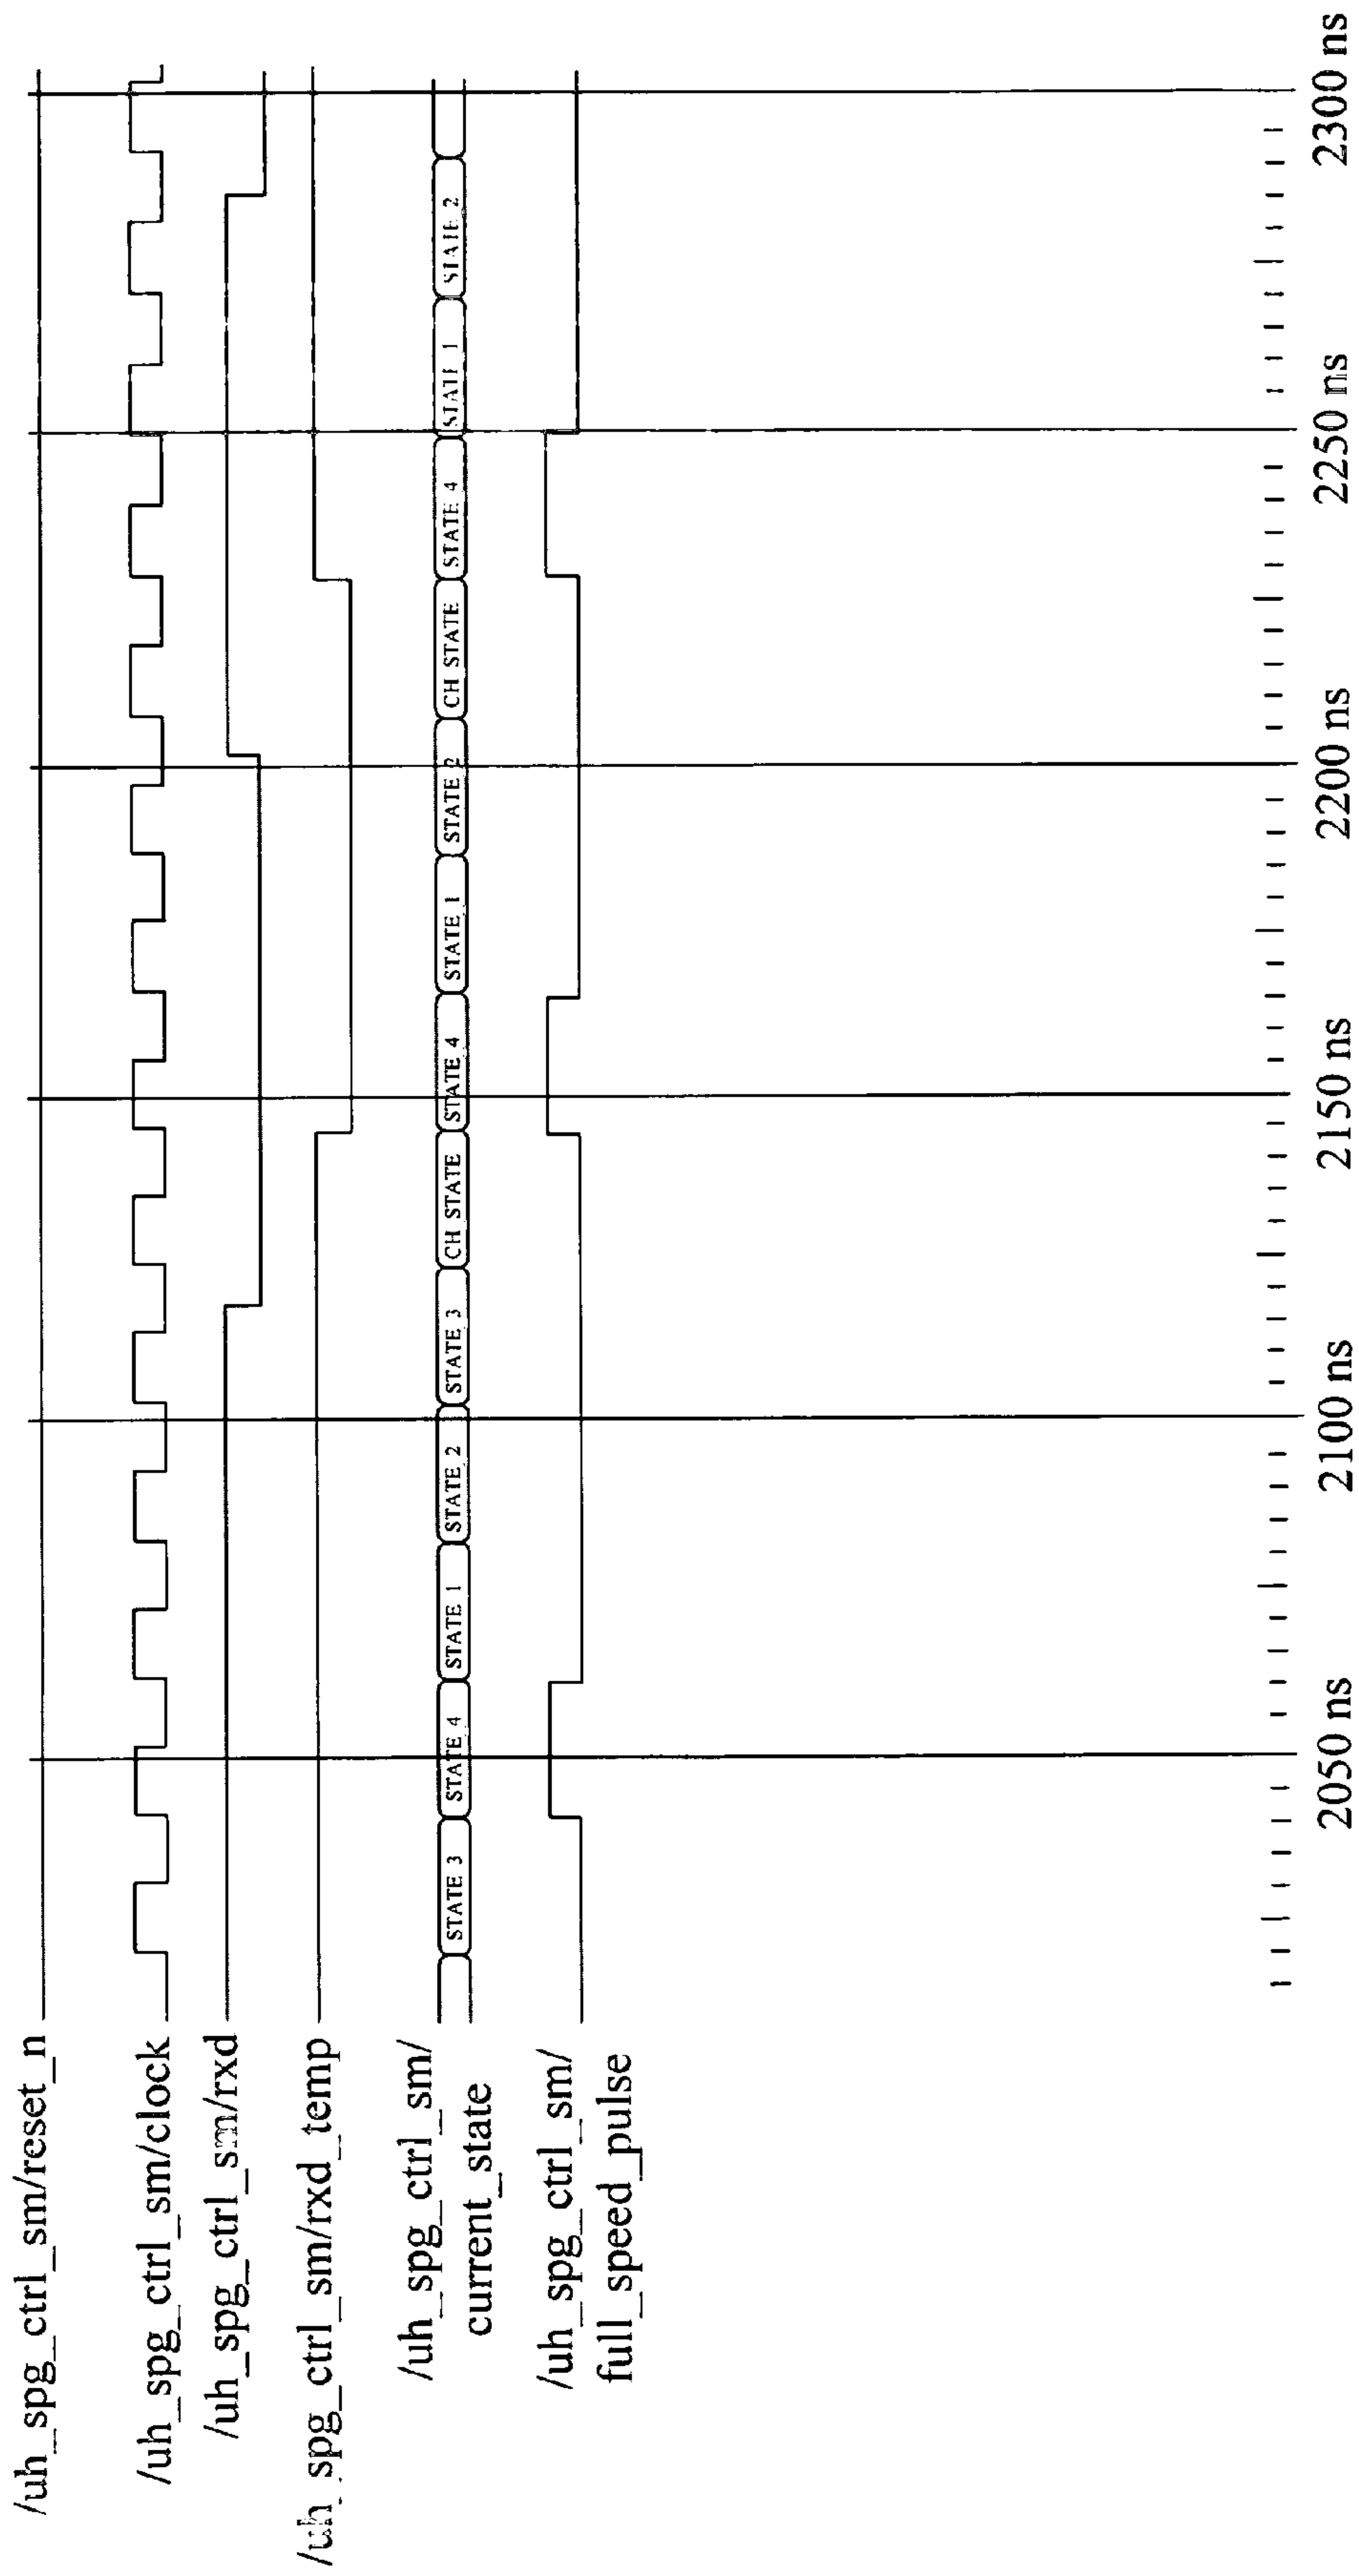 /uh_spg_ctrl_sm/reset_n
/uh_spg_ctrl_sm/clock
/uh_spg_ctrl_sm/rxd
/uh_spg_ctrl_sm/rxd_temp
/uh_spg_ctrl_sm/
current_state
STATE 3
STATE 4
STATE 1
STATE 2
STATE 3
CH STATE
STATE 4
STATE 1
STATE 2
CH STATE
STATE 4
STATE 1
STATE 2
/uh_spg_ctrl_sm/
full_speed_pulse
2050 ns
2100 ns
2150 ns
2200 ns
2250 ns
2300 ns